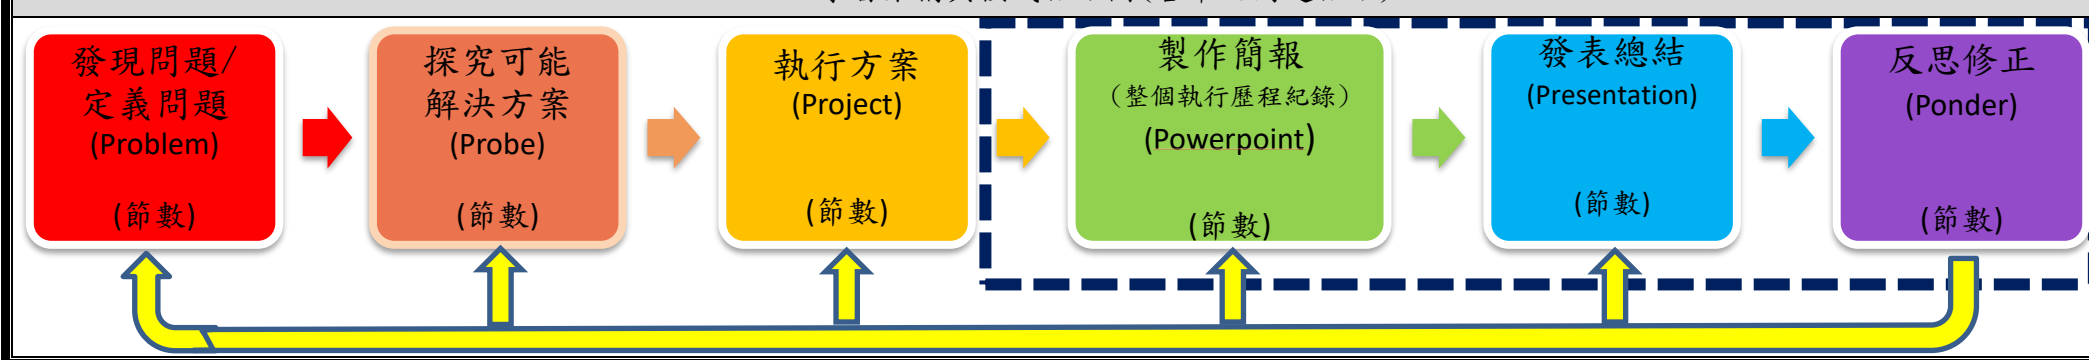 發現問題/
定義問題
(Problem)
(節數)
探究可能
解決方案
(Probe)
(節數)
執行方案
(Project)
(節數)
製作簡報
（整個執行歷程紀錄）
(Powerpoint)
(節數)
發表總結
(Presentation)
(節數)
反思修正
(Ponder)
(節數)